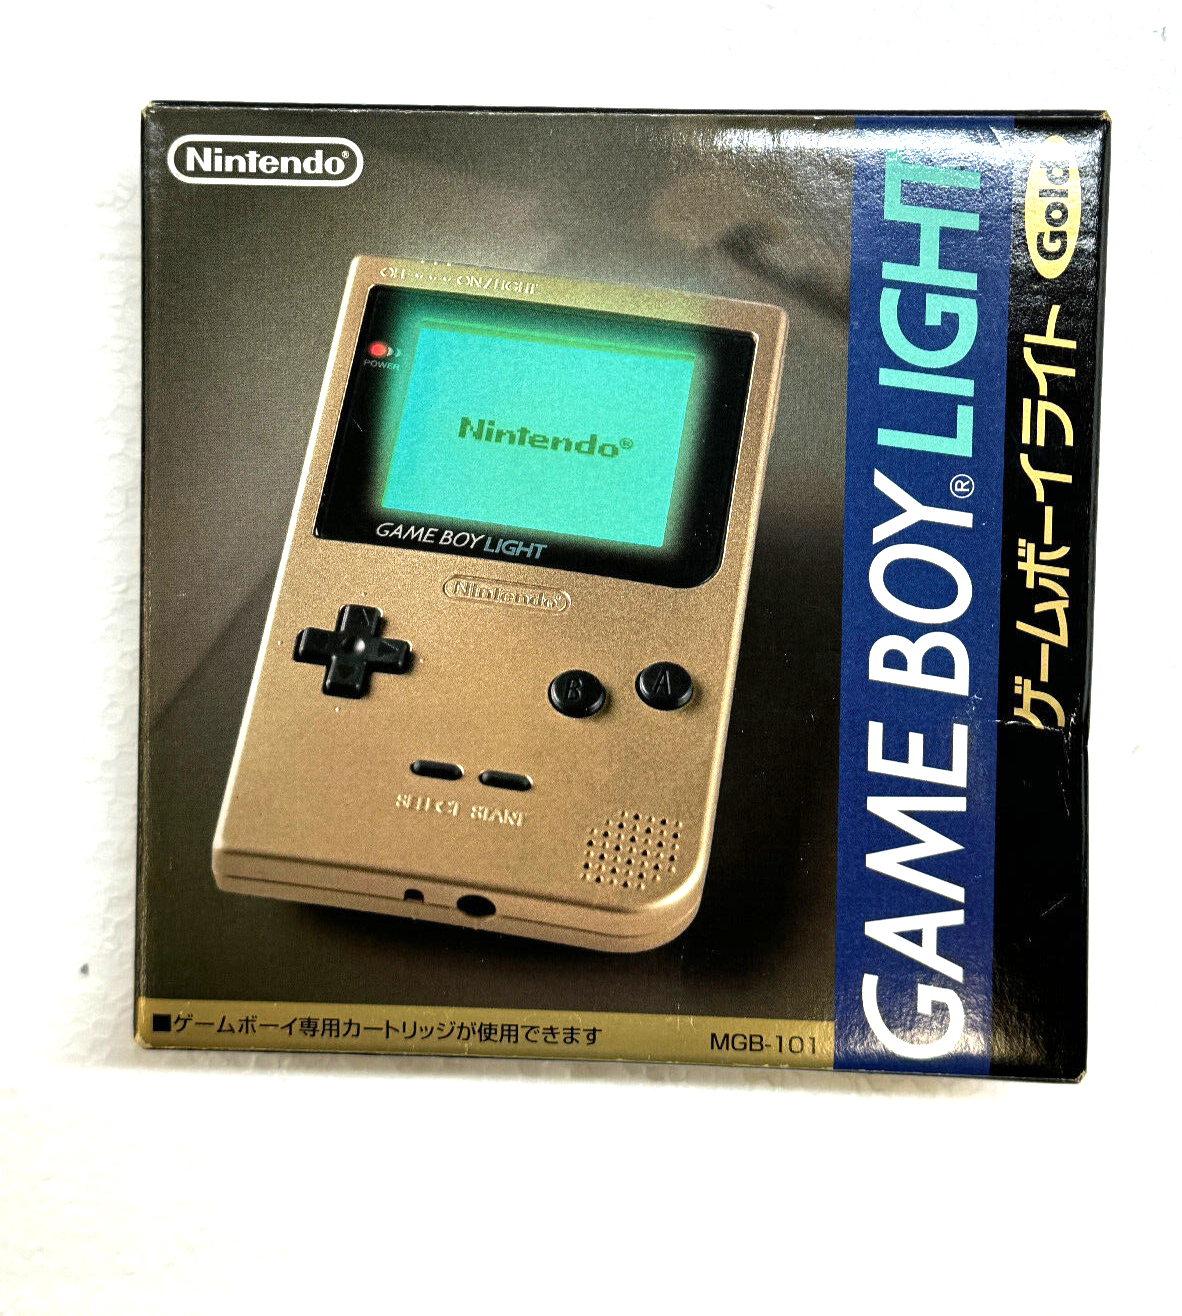 Nintendo®
OFF ON/LIGHT
POWER
Nintendo®
GAME BOY LIGHT
Nintendo®
B A
SELECT START
■ゲームボーイ専用カートリッジが使用できます
MGB-101
GAME BOY® LIGHT
ゲームボーイライト Gold